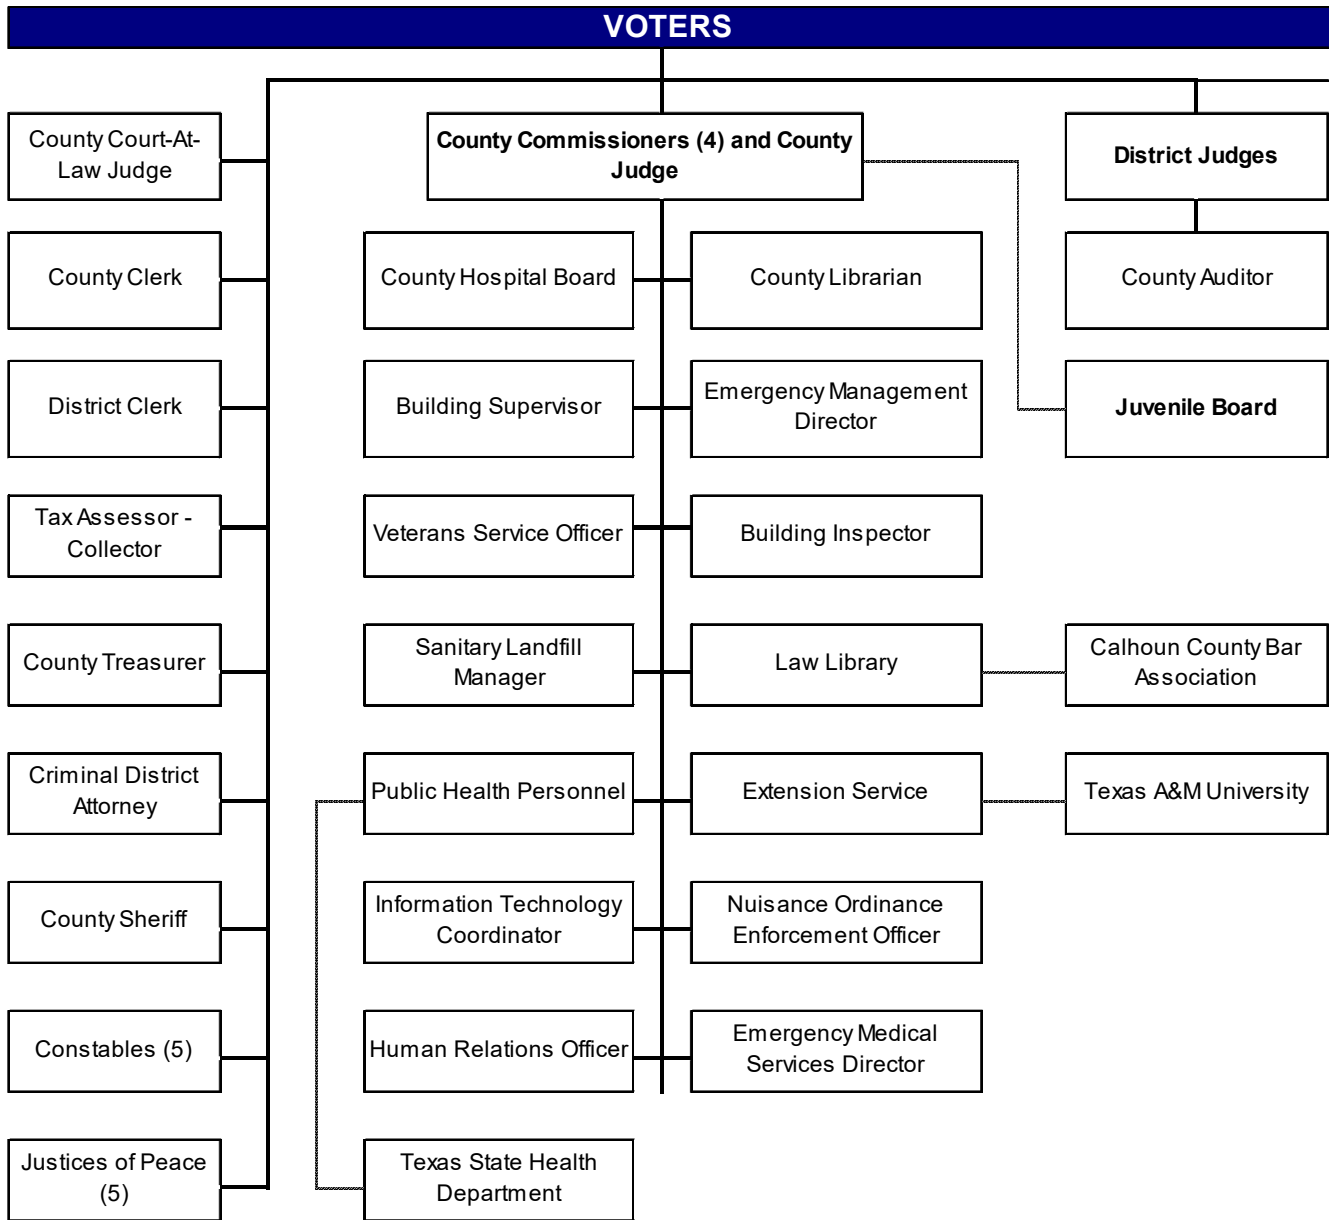 VOTERS
County Court-At-
Law Judge
County Commissioners (4) and County
Judge
District Judges
County Clerk
County Hospital Board
County Librarian
County Auditor
District Clerk
Building Supervisor
Emergency Management
Director
Juvenile Board
Tax Assessor -
Collector
Veterans Service Officer
Building Inspector
County Treasurer
Sanitary Landfill
Manager
Law Library
Calhoun County Bar
Association
Criminal District
Attorney
Public Health Personnel
Extension Service
Texas A&M University
County Sheriff
Information Technology
Coordinator
Nuisance Ordinance
Enforcement Officer
Constables (5)
Human Relations Officer
Emergency Medical
Services Director
Justices of Peace
(5)
Texas State Health
Department